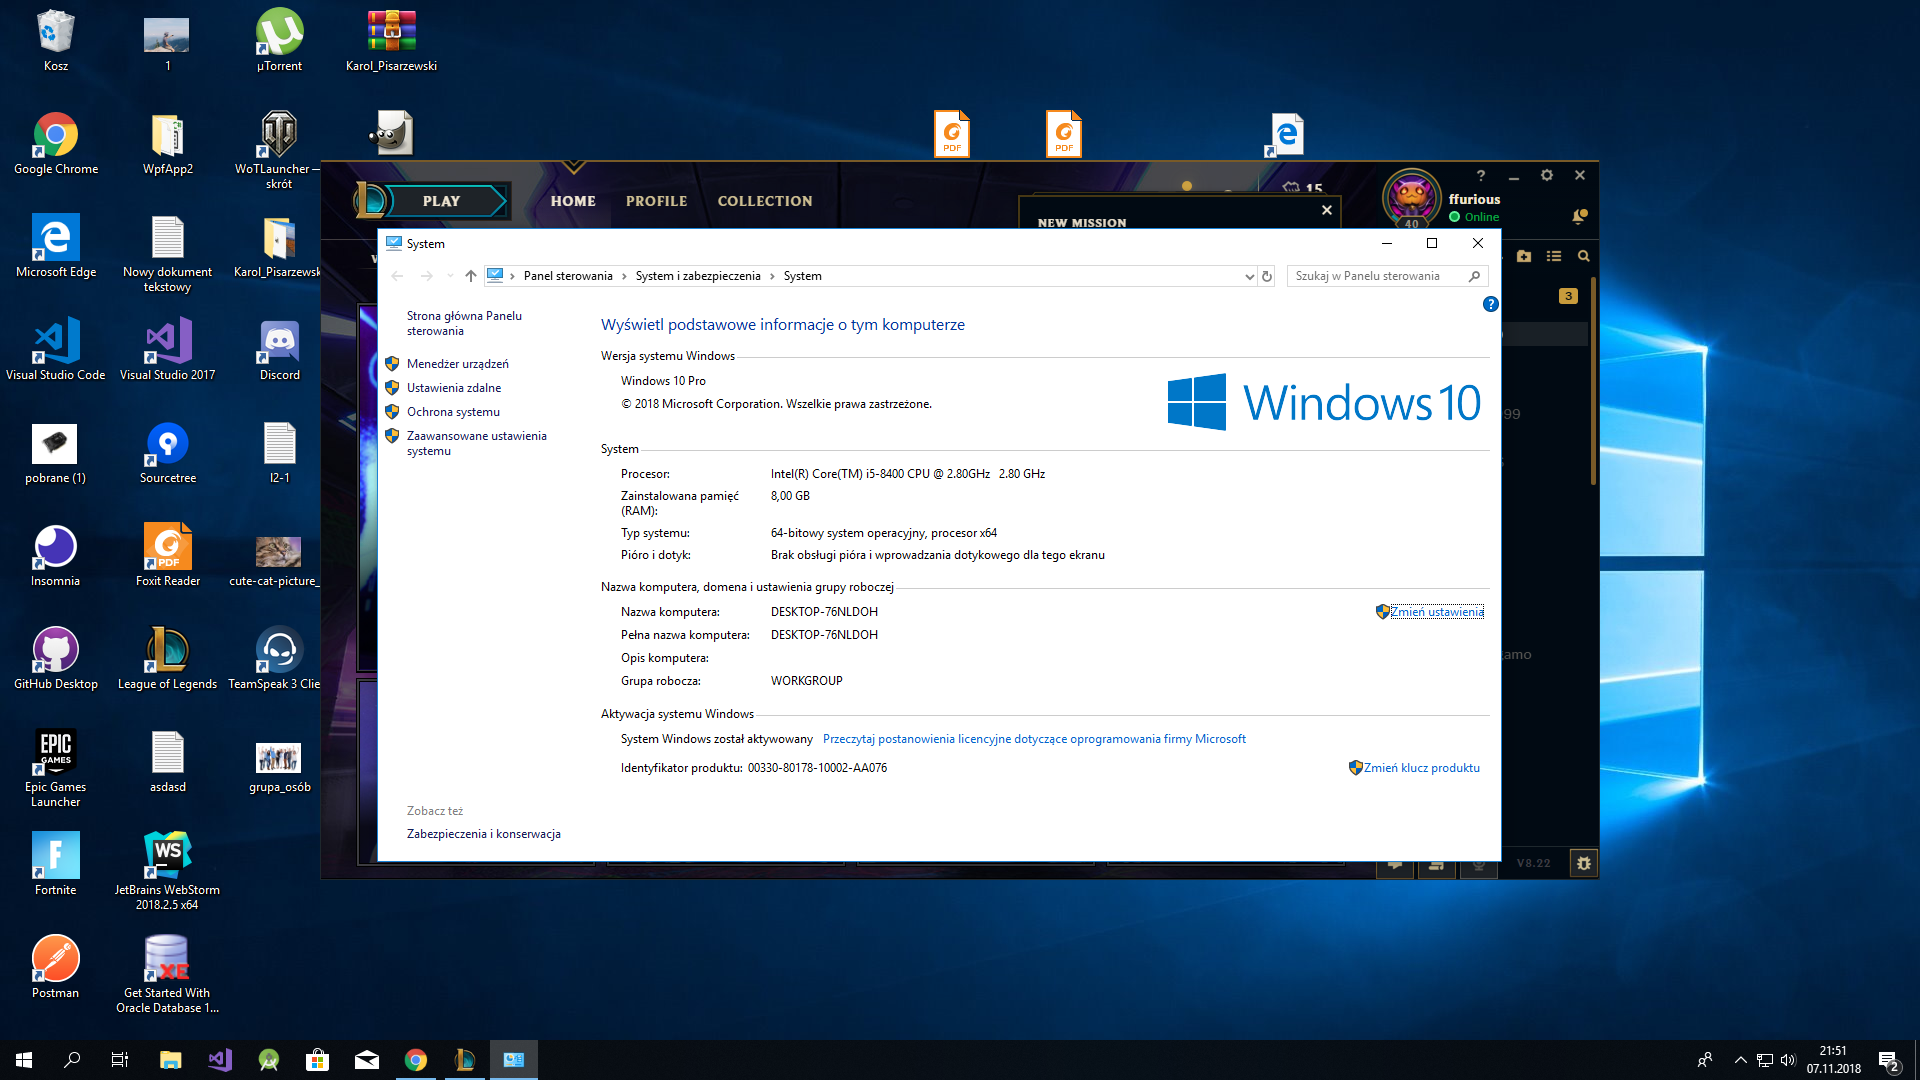 Kosz
1
µTorrent
Karol_Pisarzewski
Google Chrome
WpfApp2
WoTLauncher —
skrót
PDF
PDF
Microsoft Edge
Nowy dokument
tekstowy
Karol_Pisarzewsk
Visual Studio Code
Visual Studio 2017
Discord
pobrane (1)
Sourcetree
l2-1
Insomnia
PDF
Foxit Reader
cute-cat-picture_
GitHub Desktop
League of Legends
TeamSpeak 3 Clie
EPIC
GAMES
Epic Games
Launcher
asdasd
grupa_osób
Fortnite
WS
JetBrains WebStorm
2018.2.5 x64
Postman
XE
Get Started With
Oracle Database 1...
PLAY
HOME
PROFILE
COLLECTION
15
NEW MISSION
ffurious
Online
40
3
99
gamo
V8.22
System
Panel sterowania
System i zabezpieczenia
System
Szukaj w Panelu sterowania
Strona główna Panelu
sterowania
Menedżer urządzeń
Ustawienia zdalne
Ochrona systemu
Zaawansowane ustawienia
systemu
Zobacz też
Zabezpieczenia i konserwacja
Wyświetl podstawowe informacje o tym komputerze
Wersja systemu Windows
Windows 10 Pro
© 2018 Microsoft Corporation. Wszelkie prawa zastrzeżone.
Windows 10
System
Procesor: Intel(R) Core(TM) i5-8400 CPU @ 2.80GHz 2.80 GHz
Zainstalowana pamięć 8,00 GB
(RAM):
Typ systemu: 64-bitowy system operacyjny, procesor x64
Pióro i dotyk: Brak obsługi pióra i wprowadzania dotykowego dla tego ekranu
Nazwa komputera, domena i ustawienia grupy roboczej
Nazwa komputera: DESKTOP-76NLDOH Zmień ustawienia
Pełna nazwa komputera: DESKTOP-76NLDOH
Opis komputera:
Grupa robocza: WORKGROUP
Aktywacja systemu Windows
System Windows został aktywowany Przeczytaj postanowienia licencyjne dotyczące oprogramowania firmy Microsoft
Identyfikator produktu: 00330-80178-10002-AA076 Zmień klucz produktu
21:51
07.11.2018
2